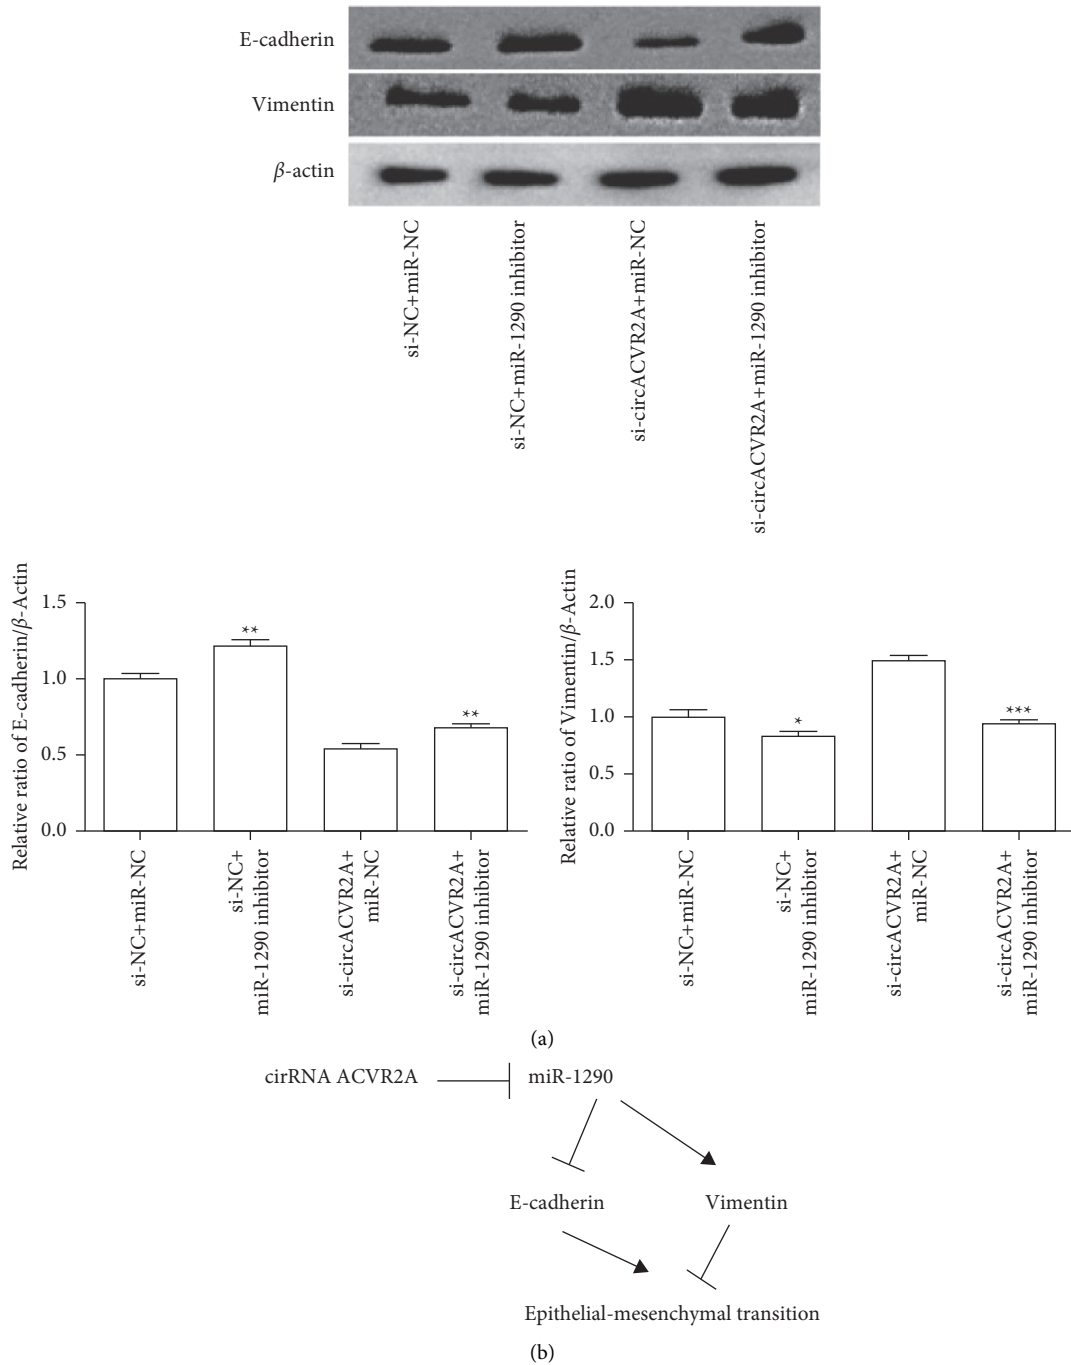 E-cadherin
Vimentin
β-actin
si-NC+miR-NC
si-NC+miR-1290 inhibitor
si-circACVR2A+miR-NC
si-circACVR2A+miR-1290 inhibitor
Relative ratio of E-cadherin/β-Actin
1.5
1.0
0.5
0.0
**
**
si-NC+miR-NC
si-NC+
miR-1290 inhibitor
si-circACVR2A+
miR-NC
si-circACVR2A+
miR-1290 inhibitor
Relative ratio of Vimentin/β-Actin
2.0
1.5
1.0
0.5
0.0
*
***
si-NC+miR-NC
si-NC+
miR-1290 inhibitor
si-circACVR2A+
miR-NC
si-circACVR2A+
miR-1290 inhibitor
(a)
cirRNA ACVR2A
miR-1290
E-cadherin
Vimentin
Epithelial-mesenchymal transition
(b)